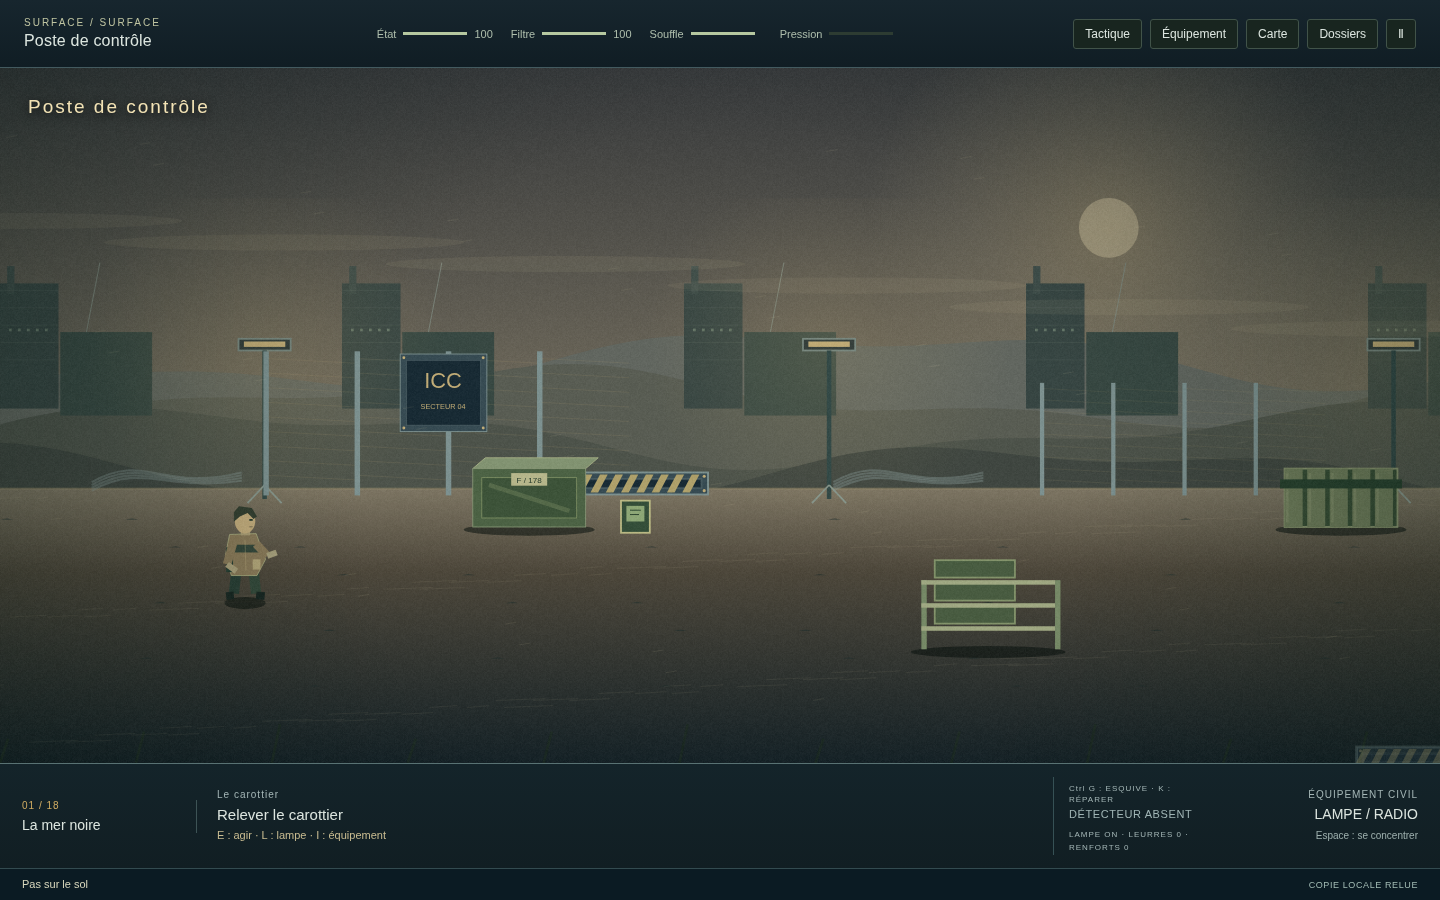 SURFACE / SURFACE
Poste de contrôle
État 100 Filtre 100 Souffle Pression
Tactique Équipement Carte Dossiers II
Poste de contrôle
ICC
SECTEUR 04
F / 178
01 / 18
La mer noire
Le carottier
Relever le carottier
E : agir · L : lampe · I : équipement
Ctrl G : ESQUIVE · K :
RÉPARER
DÉTECTEUR ABSENT
LAMPE ON · LEURRES 0 ·
RENFORTS 0
ÉQUIPEMENT CIVIL
LAMPE / RADIO
Espace : se concentrer
Pas sur le sol
COPIE LOCALE RELUE